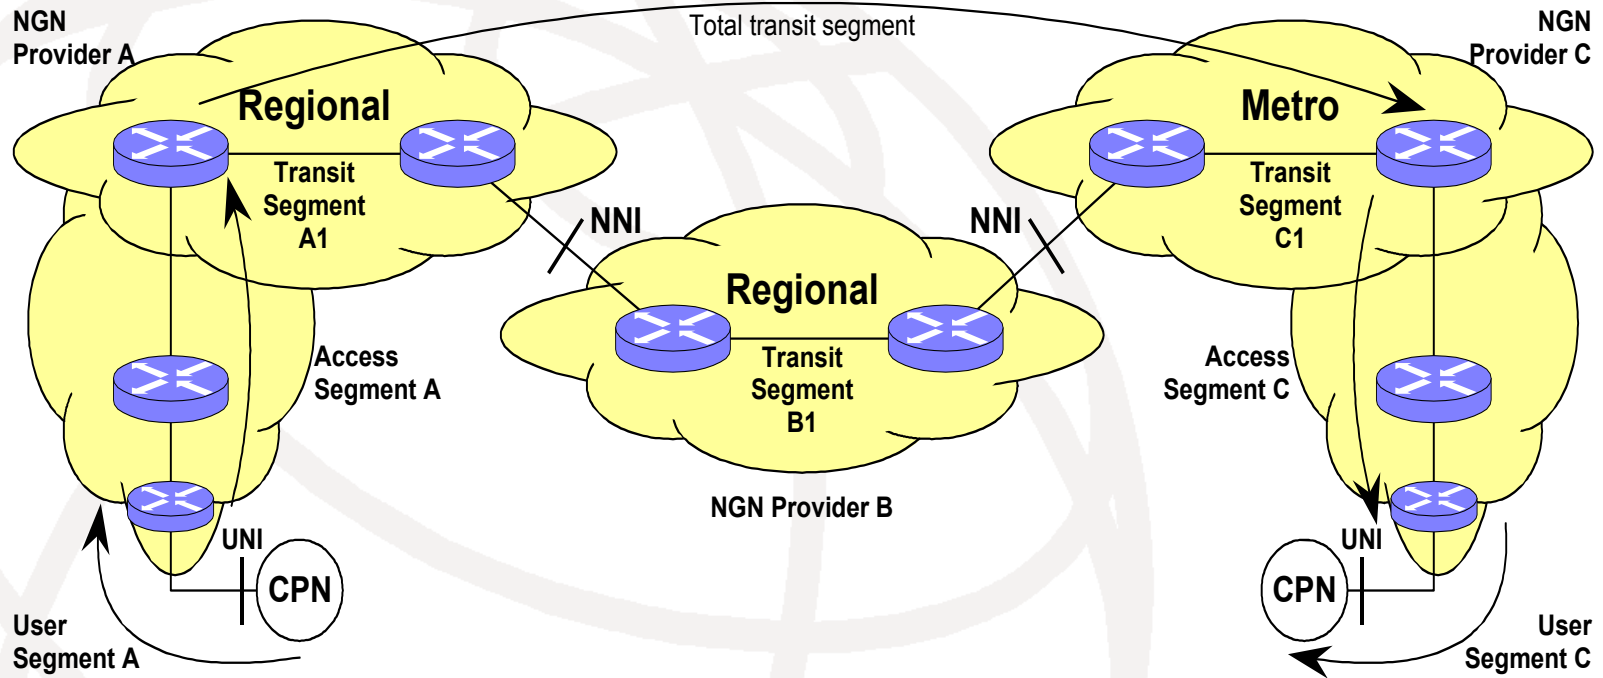 NGN
Provider A
Total transit segment
NGN
Provider C
Regional
Metro
Transit
Segment
A1
Transit
Segment
C1
NNI
NNI
Regional
Access
Segment A
Transit
Segment
B1
Access
Segment C
NGN Provider B
UNI
UNI
CPN
CPN
User
Segment A
User
Segment C